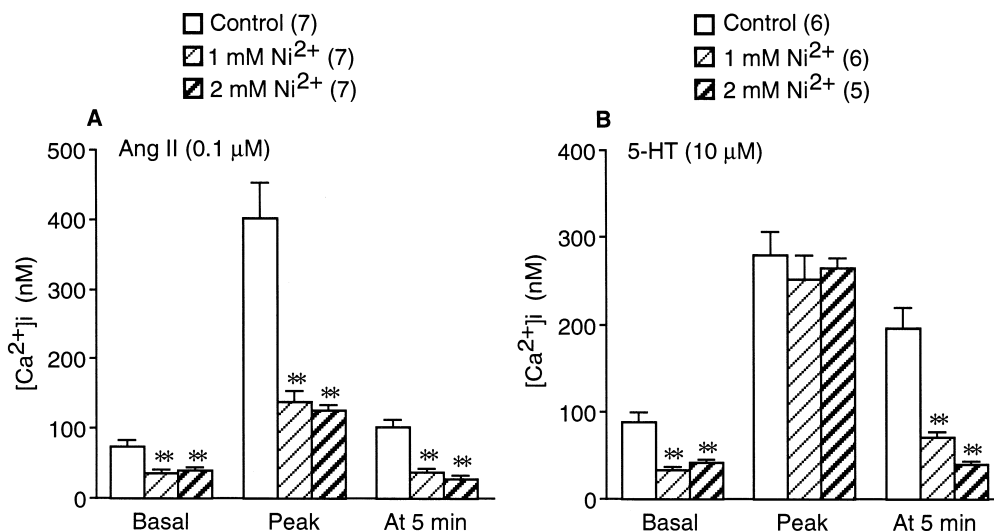 Control (7)
1 mM Ni2+ (7)
2 mM Ni2+ (7)
A
Ang II (0.1 μM)
[Ca2+]i (nM)
500
400
300
200
100
0
**
**
**
**
**
**
Basal
Peak
At 5 min
Control (6)
1 mM Ni2+ (6)
2 mM Ni2+ (5)
B
5-HT (10 μM)
[Ca2+]i (nM)
400
300
200
100
0
**
**
**
**
Basal
Peak
At 5 min